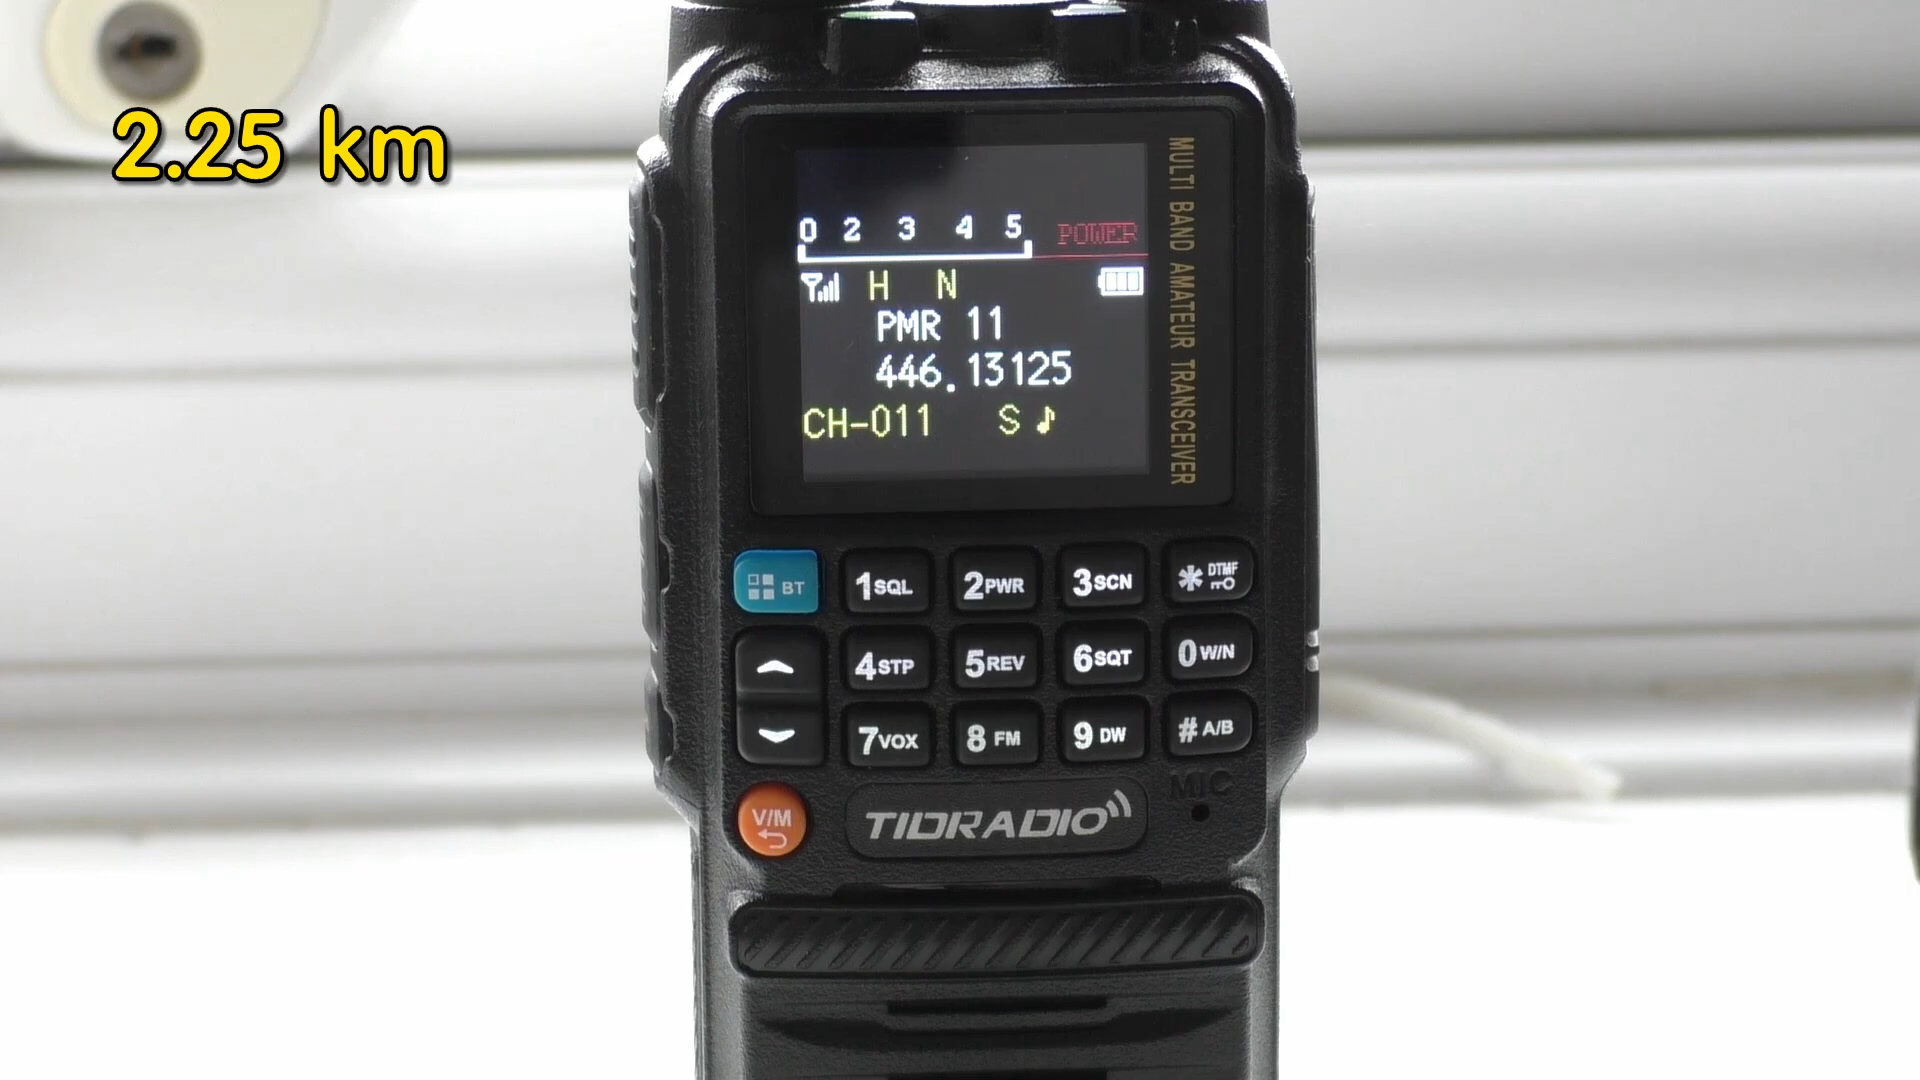 2.25 km
0 2 3 4 5 POWER
H N
PMR 11
446.13125
CH-011 S ♪
MULTI BAND AMATEUR TRANSCEIVER
BT 1SQL 2PWR 3SCN * DTMF
4STP 5REV 6SQT 0W/N
7VOX 8 FM 9 DW # A/B
V/M TIDRADIO MIC